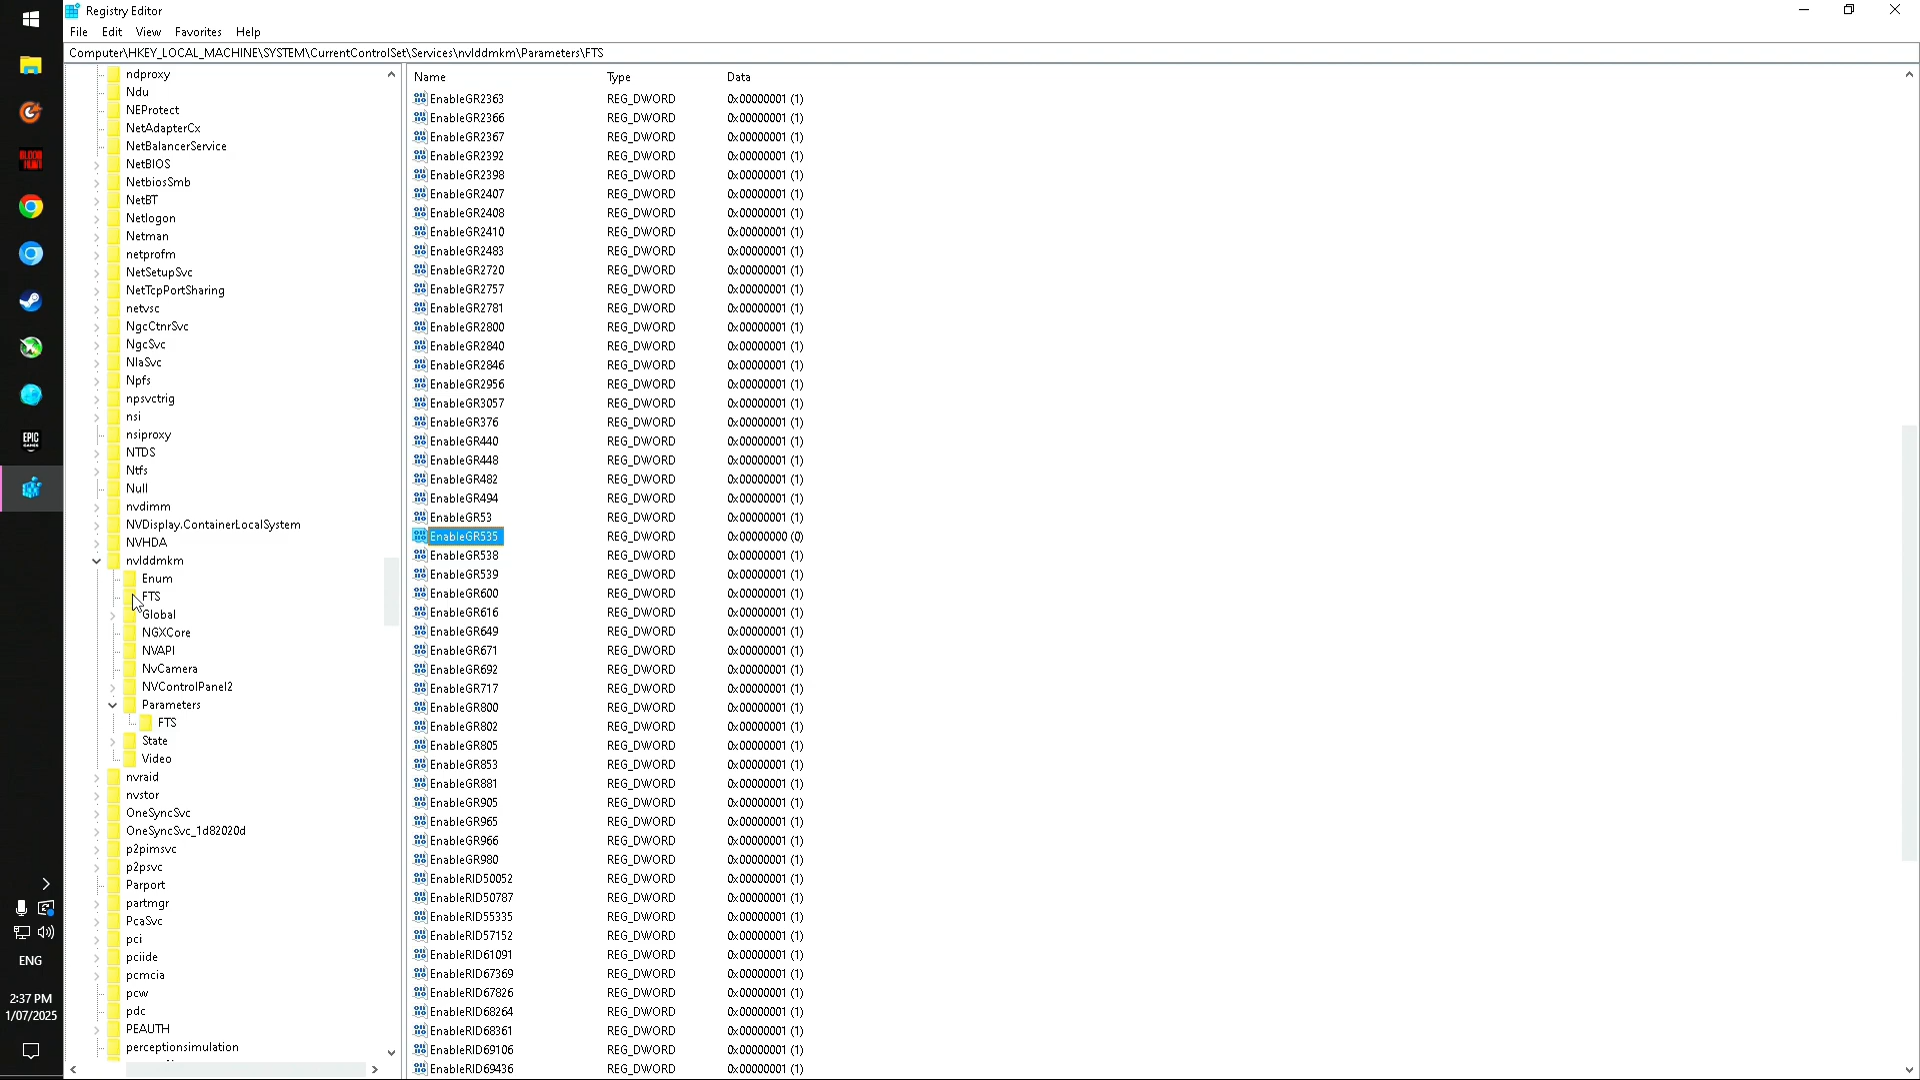 Registry Editor
File Edit View Favorites Help
Computer\HKEY_LOCAL_MACHINE\SYSTEM\CurrentControlSet\Services\nvlddmkm\Parameters\FTS
ndproxy
Ndu
NEProtect
NetAdapterCx
NetBalancerService
NetBIOS
NetbiosSmb
NetBT
Netlogon
Netman
netprofm
NetSetupSvc
NetTcpPortSharing
netvsc
NgcCtnrSvc
NgcSvc
NlaSvc
Npfs
npsvctrig
nsi
nsiproxy
NTDS
Ntfs
Null
nvdimm
NVDisplay.ContainerLocalSystem
NVHDA
nvlddmkm
Enum
FTS
Global
NGXCore
NVAPI
NvCamera
NVControlPanel2
Parameters
FTS
State
Video
nvraid
nvstor
OneSyncSvc
OneSyncSvc_1d82020d
p2pimsvc
p2psvc
Parport
partmgr
PcaSvc
pci
pciide
pcmcia
pcw
pdc
PEAUTH
perceptionsimulation
Name Type Data
EnableGR2363 REG_DWORD 0x00000001 (1)
EnableGR2366 REG_DWORD 0x00000001 (1)
EnableGR2367 REG_DWORD 0x00000001 (1)
EnableGR2392 REG_DWORD 0x00000001 (1)
EnableGR2398 REG_DWORD 0x00000001 (1)
EnableGR2407 REG_DWORD 0x00000001 (1)
EnableGR2408 REG_DWORD 0x00000001 (1)
EnableGR2410 REG_DWORD 0x00000001 (1)
EnableGR2483 REG_DWORD 0x00000001 (1)
EnableGR2720 REG_DWORD 0x00000001 (1)
EnableGR2757 REG_DWORD 0x00000001 (1)
EnableGR2781 REG_DWORD 0x00000001 (1)
EnableGR2800 REG_DWORD 0x00000001 (1)
EnableGR2840 REG_DWORD 0x00000001 (1)
EnableGR2846 REG_DWORD 0x00000001 (1)
EnableGR2956 REG_DWORD 0x00000001 (1)
EnableGR3057 REG_DWORD 0x00000001 (1)
EnableGR376 REG_DWORD 0x00000001 (1)
EnableGR440 REG_DWORD 0x00000001 (1)
EnableGR448 REG_DWORD 0x00000001 (1)
EnableGR482 REG_DWORD 0x00000001 (1)
EnableGR494 REG_DWORD 0x00000001 (1)
EnableGR53 REG_DWORD 0x00000001 (1)
EnableGR535 REG_DWORD 0x00000000 (0)
EnableGR538 REG_DWORD 0x00000001 (1)
EnableGR539 REG_DWORD 0x00000001 (1)
EnableGR600 REG_DWORD 0x00000001 (1)
EnableGR616 REG_DWORD 0x00000001 (1)
EnableGR649 REG_DWORD 0x00000001 (1)
EnableGR671 REG_DWORD 0x00000001 (1)
EnableGR692 REG_DWORD 0x00000001 (1)
EnableGR717 REG_DWORD 0x00000001 (1)
EnableGR800 REG_DWORD 0x00000001 (1)
EnableGR802 REG_DWORD 0x00000001 (1)
EnableGR805 REG_DWORD 0x00000001 (1)
EnableGR853 REG_DWORD 0x00000001 (1)
EnableGR881 REG_DWORD 0x00000001 (1)
EnableGR905 REG_DWORD 0x00000001 (1)
EnableGR965 REG_DWORD 0x00000001 (1)
EnableGR966 REG_DWORD 0x00000001 (1)
EnableGR980 REG_DWORD 0x00000001 (1)
EnableRID50052 REG_DWORD 0x00000001 (1)
EnableRID50787 REG_DWORD 0x00000001 (1)
EnableRID55335 REG_DWORD 0x00000001 (1)
EnableRID57152 REG_DWORD 0x00000001 (1)
EnableRID61091 REG_DWORD 0x00000001 (1)
EnableRID67369 REG_DWORD 0x00000001 (1)
EnableRID67826 REG_DWORD 0x00000001 (1)
EnableRID68264 REG_DWORD 0x00000001 (1)
EnableRID68361 REG_DWORD 0x00000001 (1)
EnableRID69106 REG_DWORD 0x00000001 (1)
EnableRID69436 REG_DWORD 0x00000001 (1)
BLOOD
HUNT
EPIC
GAMES
ENG
2:37 PM
1/07/2025